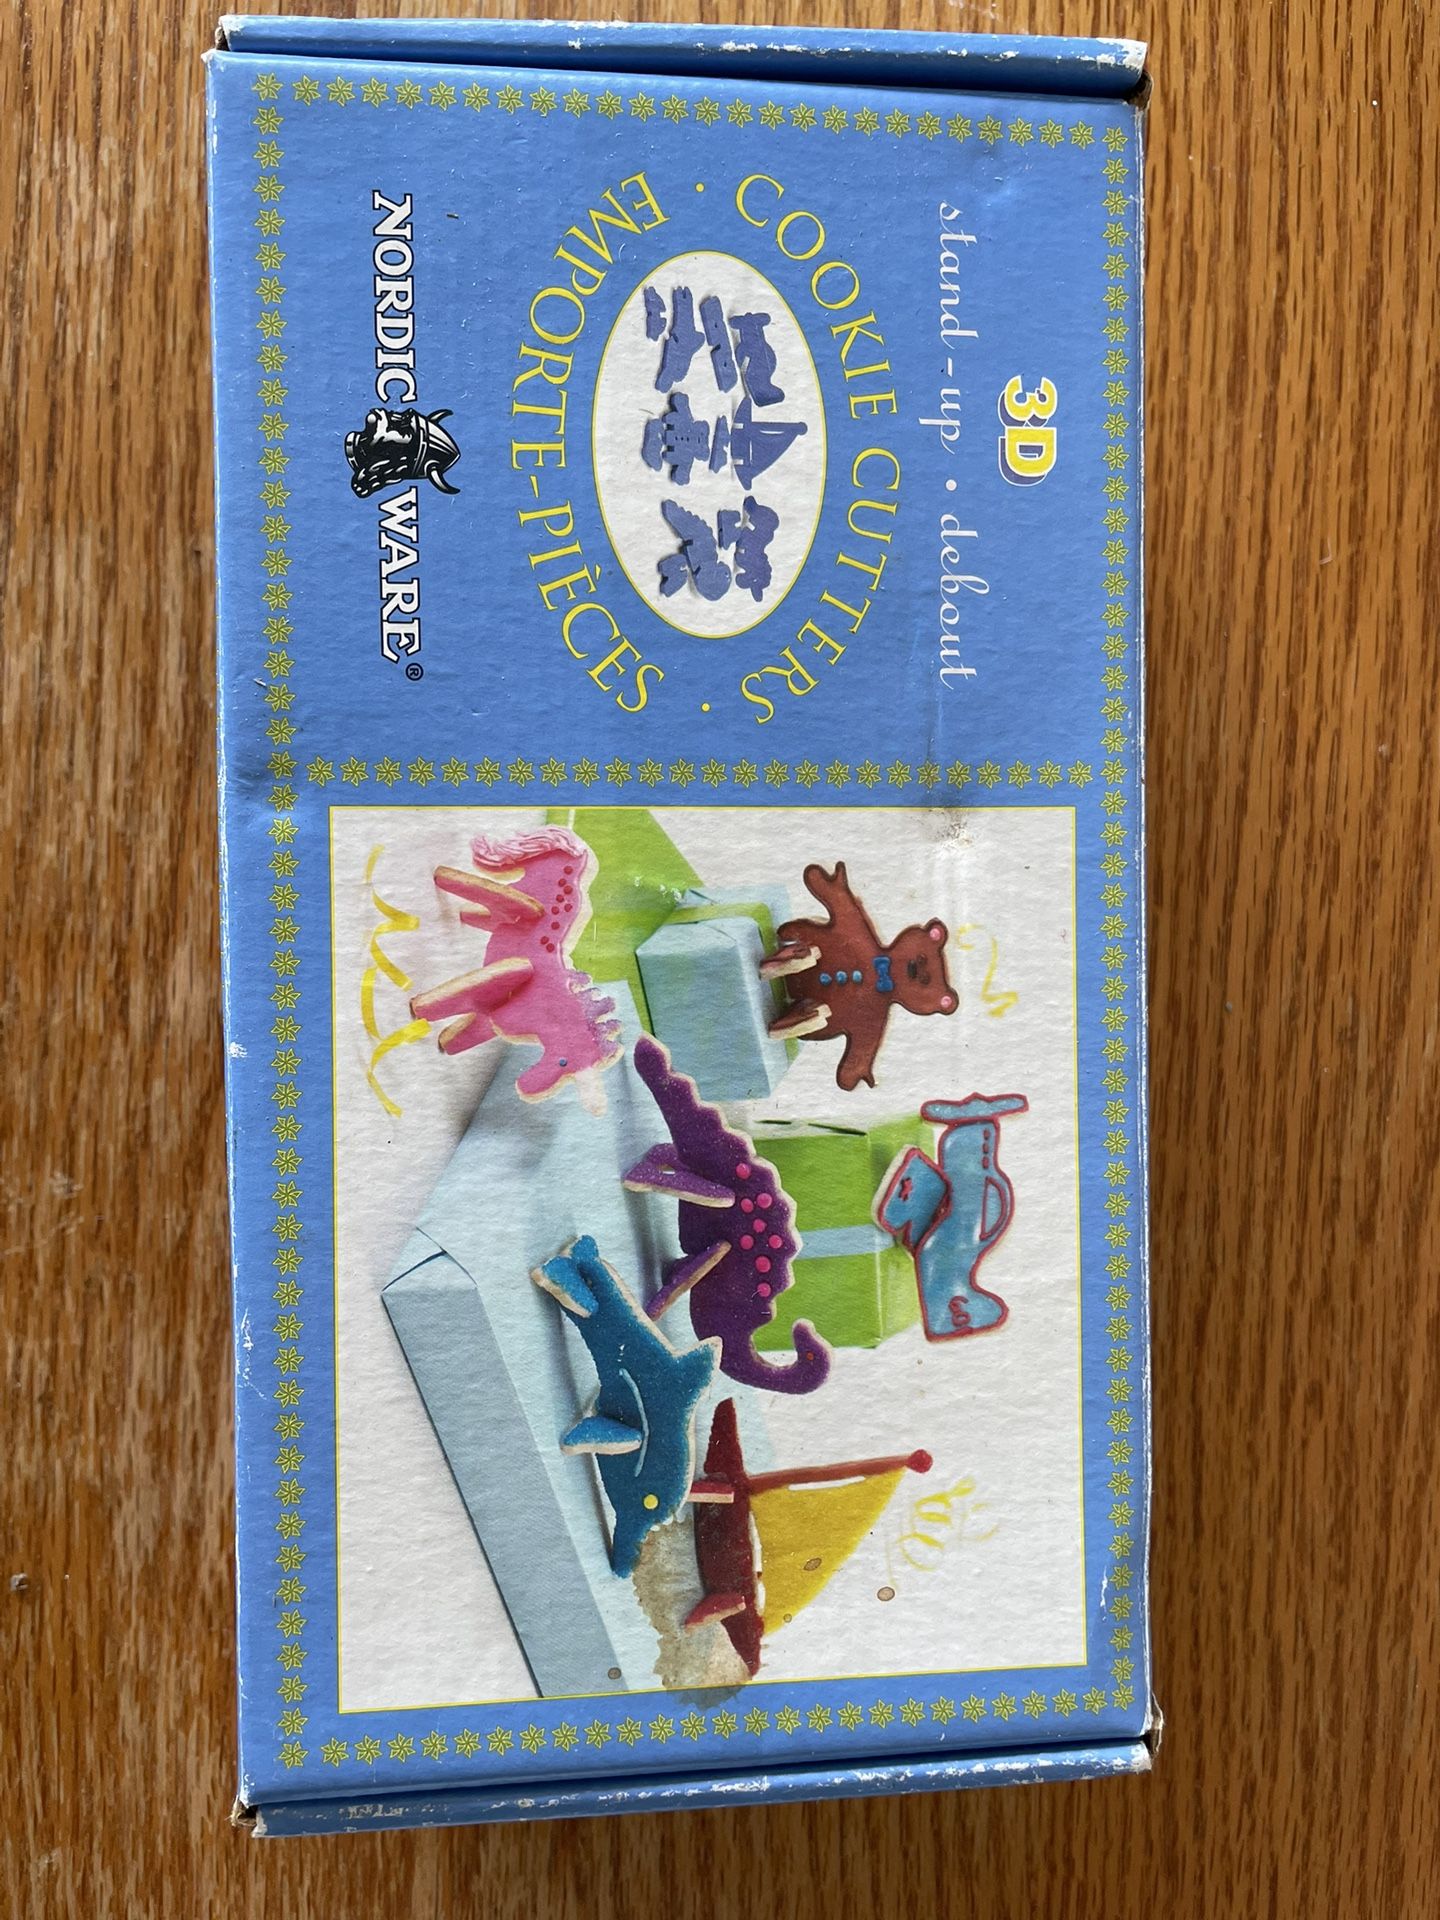 3D
stand-up • debout
COOKIE CUTTERS •
EMPORTE-PIÈCES •
NORDIC WARE®